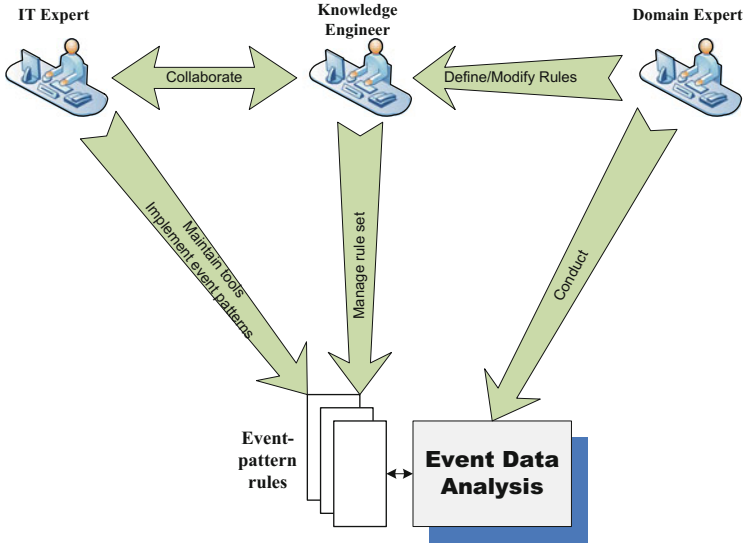 IT Expert
Knowledge
Engineer
Domain Expert
Collaborate
Define/Modify Rules
Maintain tools
Implement event patterns
Manage rule set
Conduct
Event-
pattern
rules
Event Data
Analysis